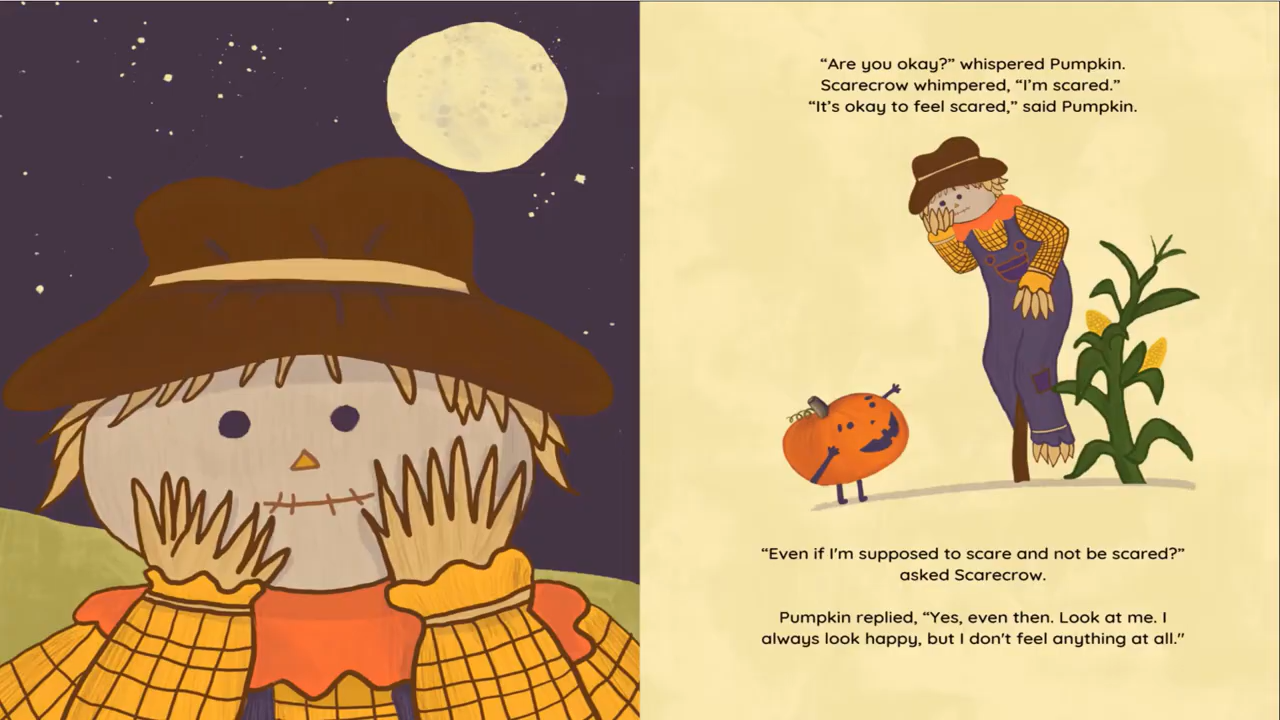 “Are you okay?” whispered Pumpkin.
Scarecrow whimpered, “I’m scared.”
“It’s okay to feel scared,” said Pumpkin.
“Even if I'm supposed to scare and not be scared?”
asked Scarecrow.
Pumpkin replied, “Yes, even then. Look at me. I
always look happy, but I don't feel anything at all.”